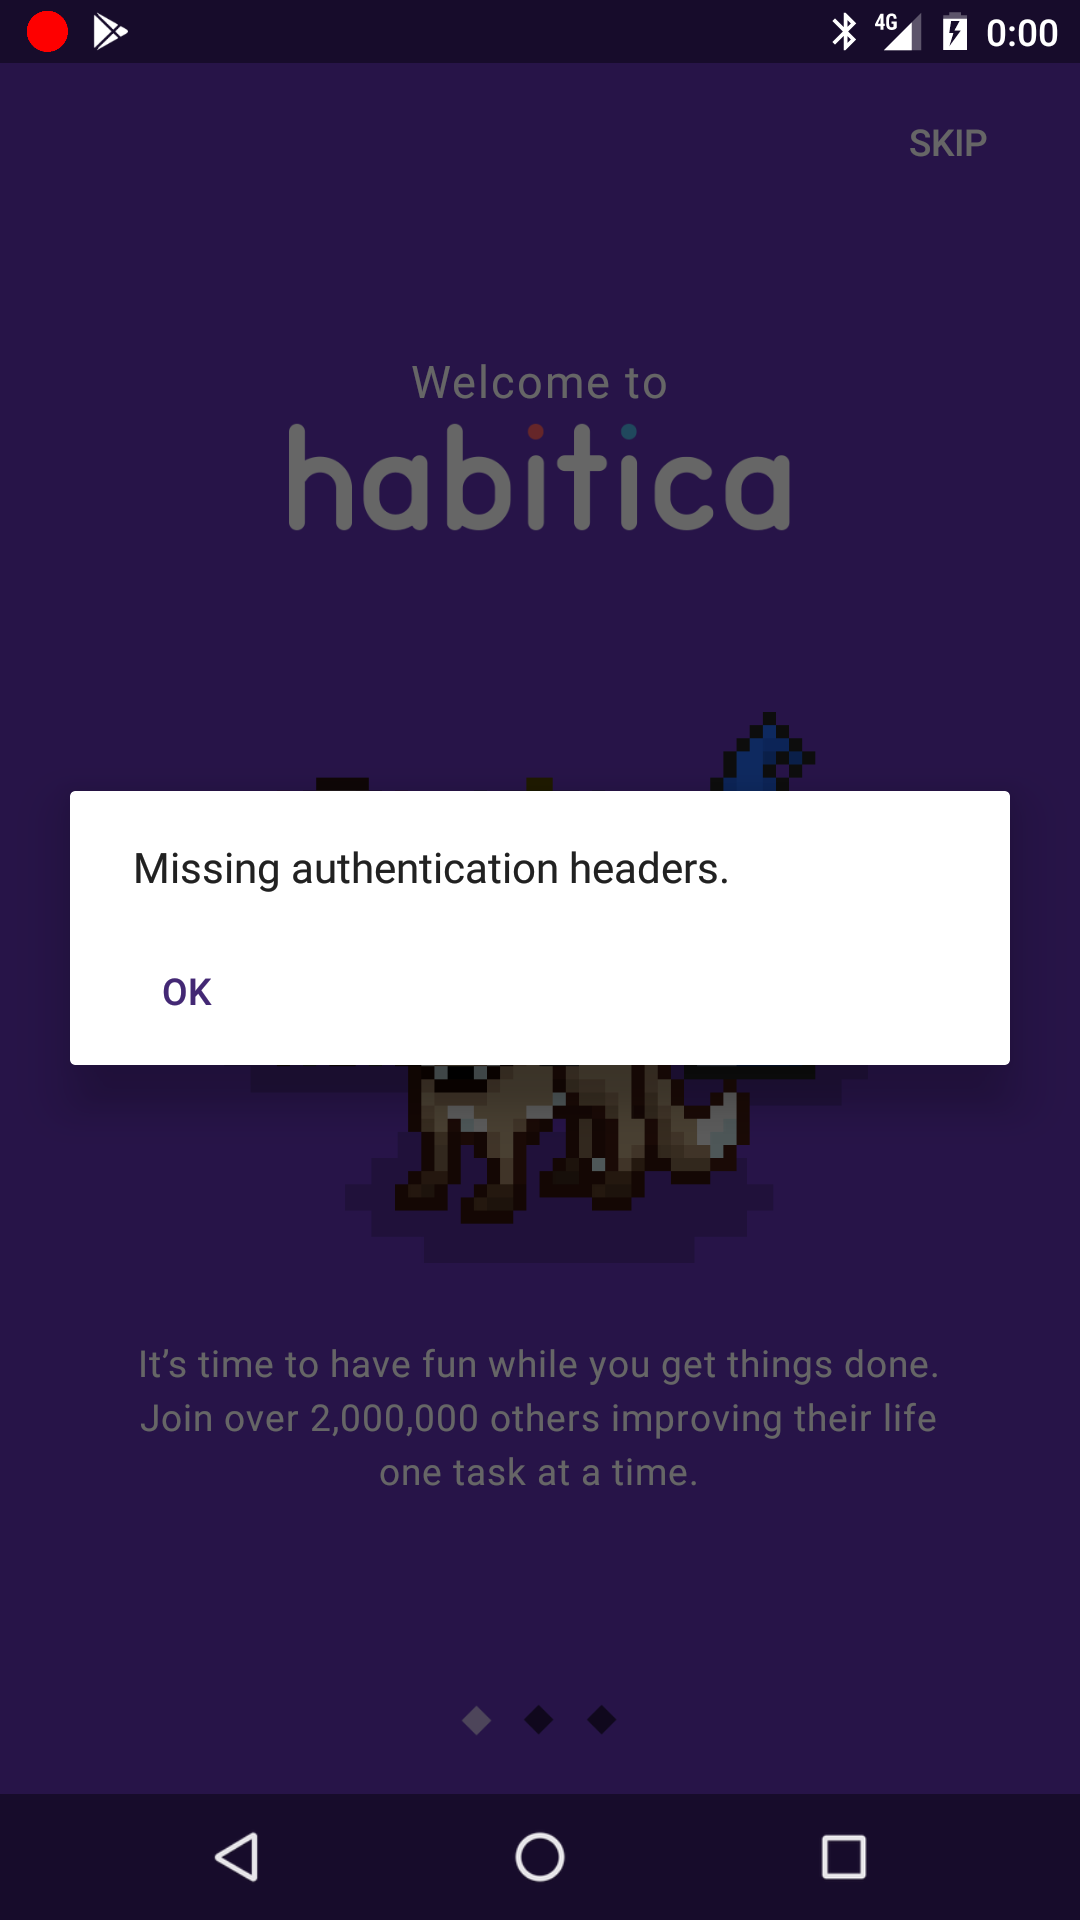 4G 0:00
SKIP
Welcome to
habitica
Missing authentication headers.
OK
It’s time to have fun while you get things done.
Join over 2,000,000 others improving their life
one task at a time.